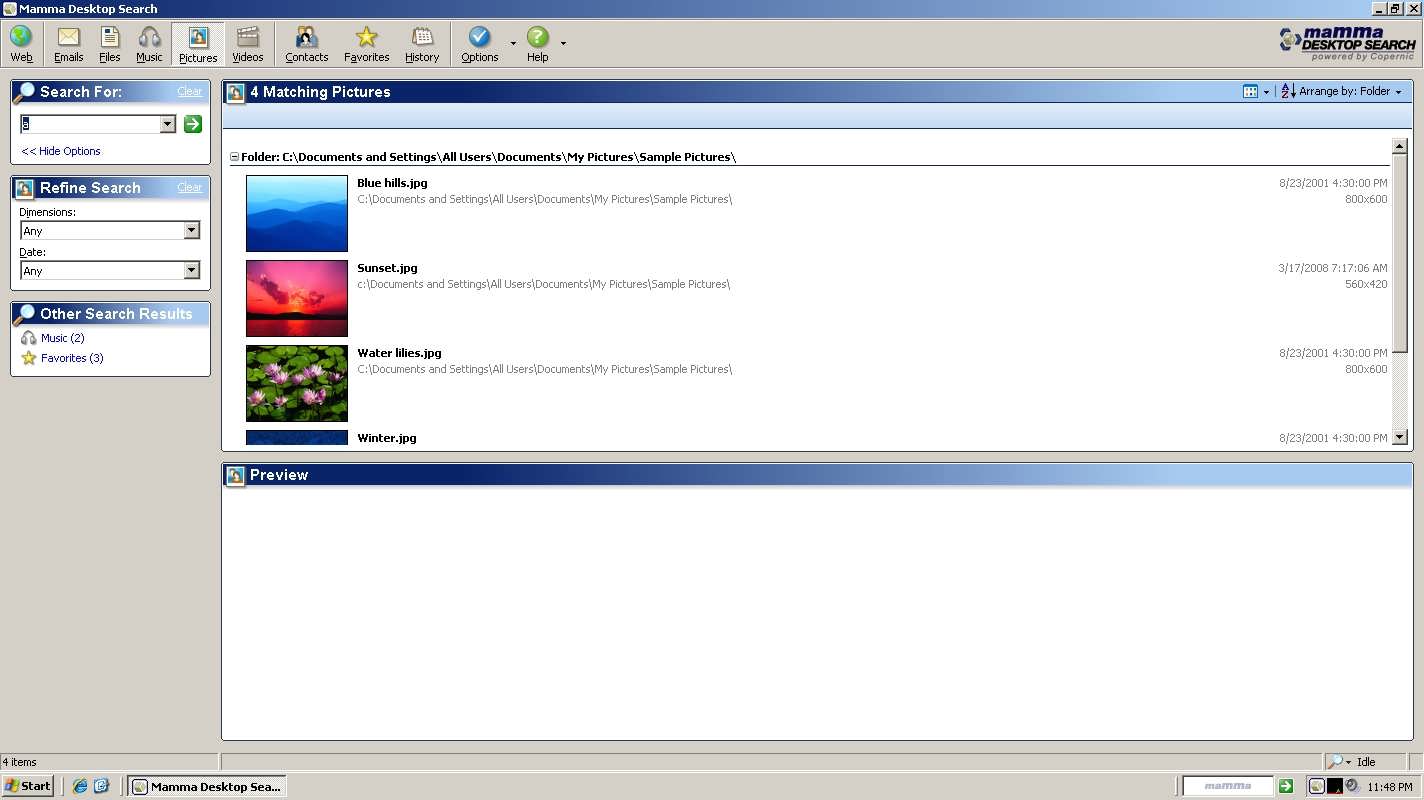 Mamma Desktop Search
Web Emails Files Music Pictures Videos Contacts Favorites History Options Help
mamma
DESKTOP SEARCH
powered by Copernic
Search For: Clear
a
<< Hide Options
Refine Search Clear
Dimensions:
Any
Date:
Any
Other Search Results
Music (2)
Favorites (3)
4 Matching Pictures Arrange by: Folder
Folder: C:\Documents and Settings\All Users\Documents\My Pictures\Sample Pictures\
Blue hills.jpg 8/23/2001 4:30:00 PM
C:\Documents and Settings\All Users\Documents\My Pictures\Sample Pictures\ 800x600
Sunset.jpg 3/17/2008 7:17:06 AM
c:\Documents and Settings\All Users\Documents\My Pictures\Sample Pictures\ 560x420
Water lilies.jpg 8/23/2001 4:30:00 PM
C:\Documents and Settings\All Users\Documents\My Pictures\Sample Pictures\ 800x600
Winter.jpg 8/23/2001 4:30:00 PM
Preview
4 items Idle
Start Mamma Desktop Sea... mamma 11:48 PM